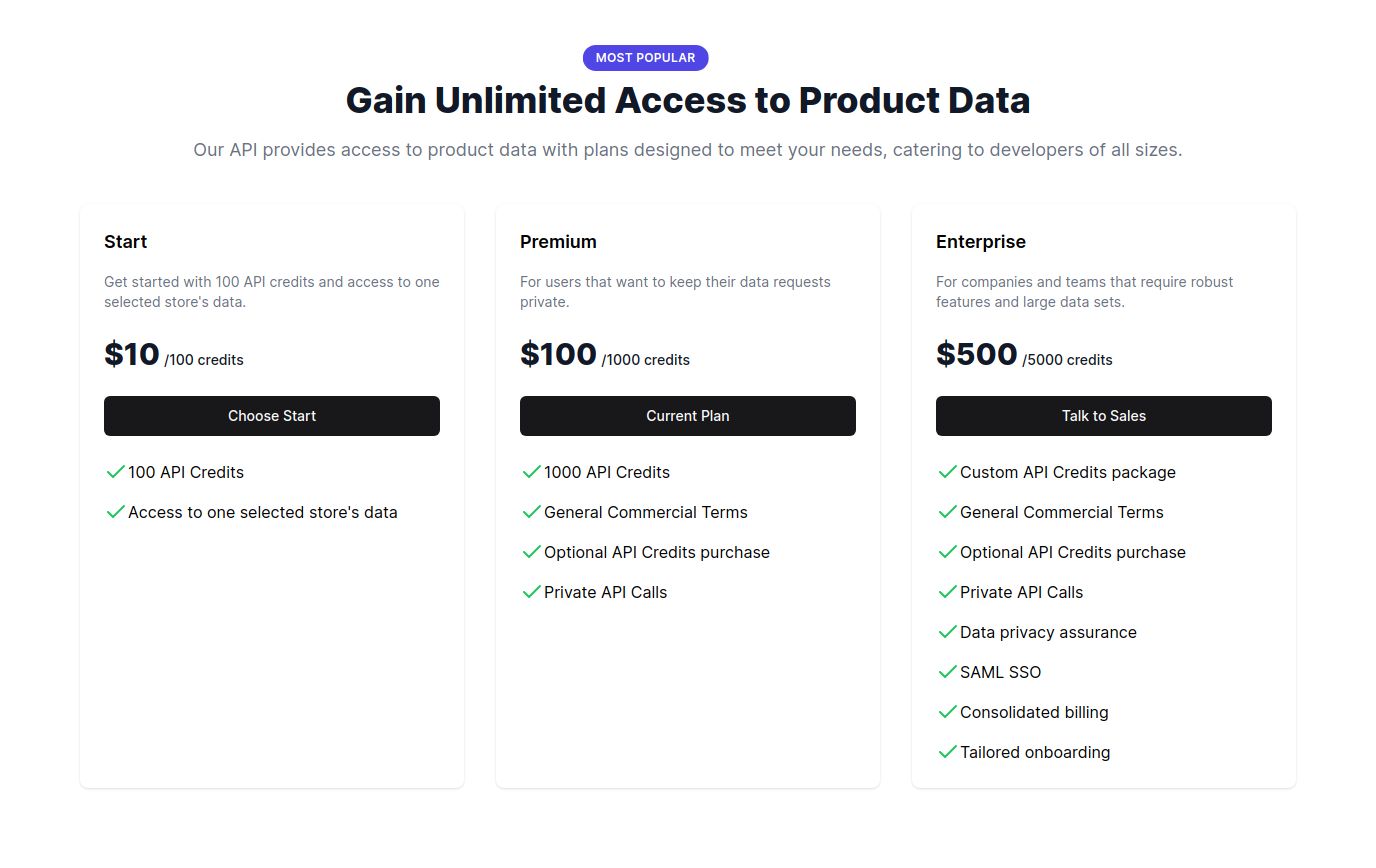 MOST POPULAR
Gain Unlimited Access to Product Data
Our API provides access to product data with plans designed to meet your needs, catering to developers of all sizes.
Start
Get started with 100 API credits and access to one
selected store's data.
$10 /100 credits
Choose Start
100 API Credits
Access to one selected store's data
Premium
For users that want to keep their data requests
private.
$100 /1000 credits
Current Plan
1000 API Credits
General Commercial Terms
Optional API Credits purchase
Private API Calls
Enterprise
For companies and teams that require robust
features and large data sets.
$500 /5000 credits
Talk to Sales
Custom API Credits package
General Commercial Terms
Optional API Credits purchase
Private API Calls
Data privacy assurance
SAML SSO
Consolidated billing
Tailored onboarding